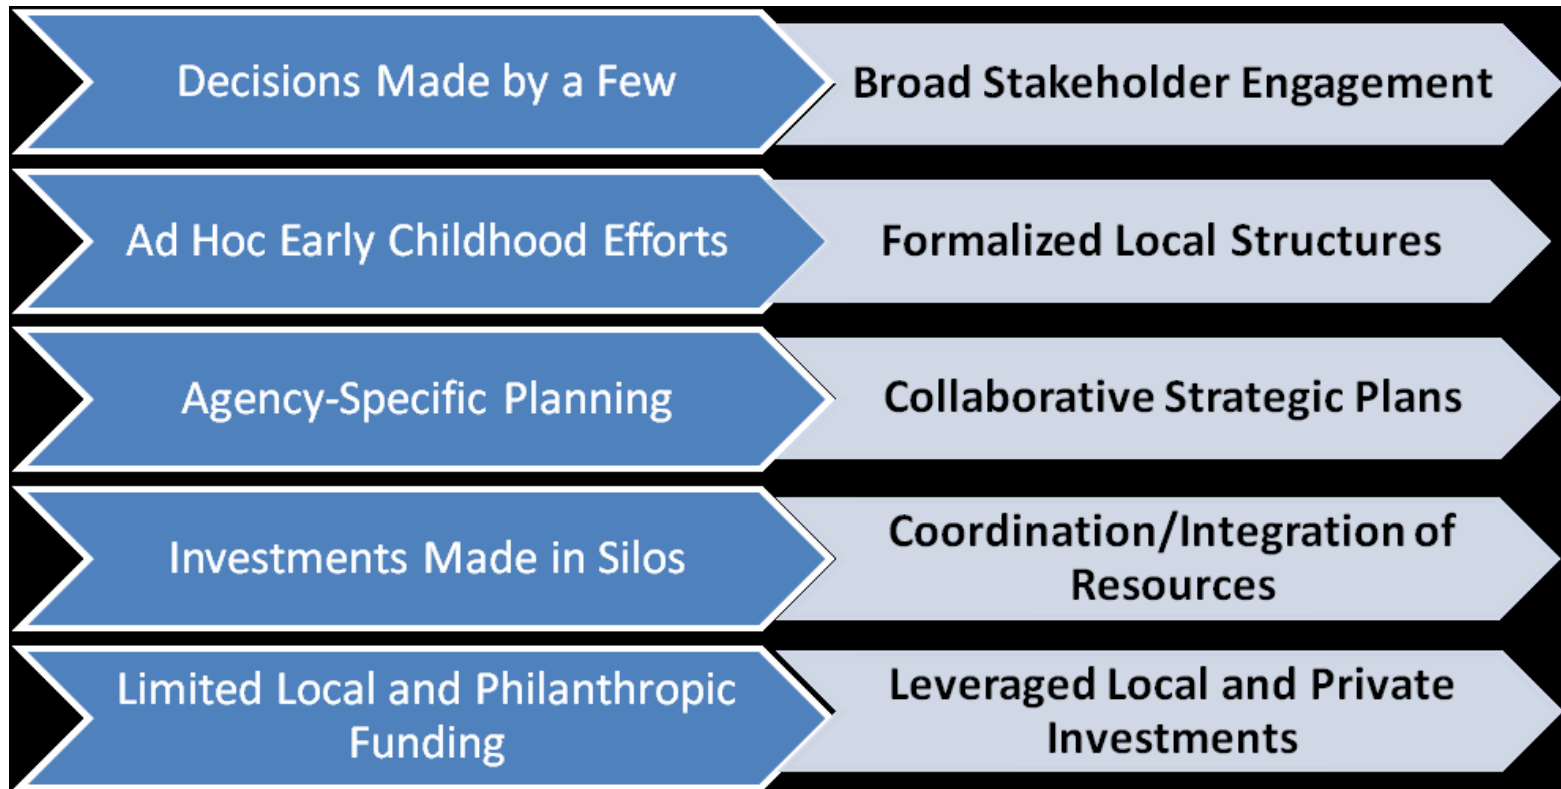 Decisions Made by a Few
Broad Stakeholder Engagement
Ad Hoc Early Childhood Efforts
Formalized Local Structures
Agency-Specific Planning
Collaborative Strategic Plans
Investments Made in Silos
Coordination/Integration of
Resources
Limited Local and Philanthropic
Funding
Leveraged Local and Private
Investments